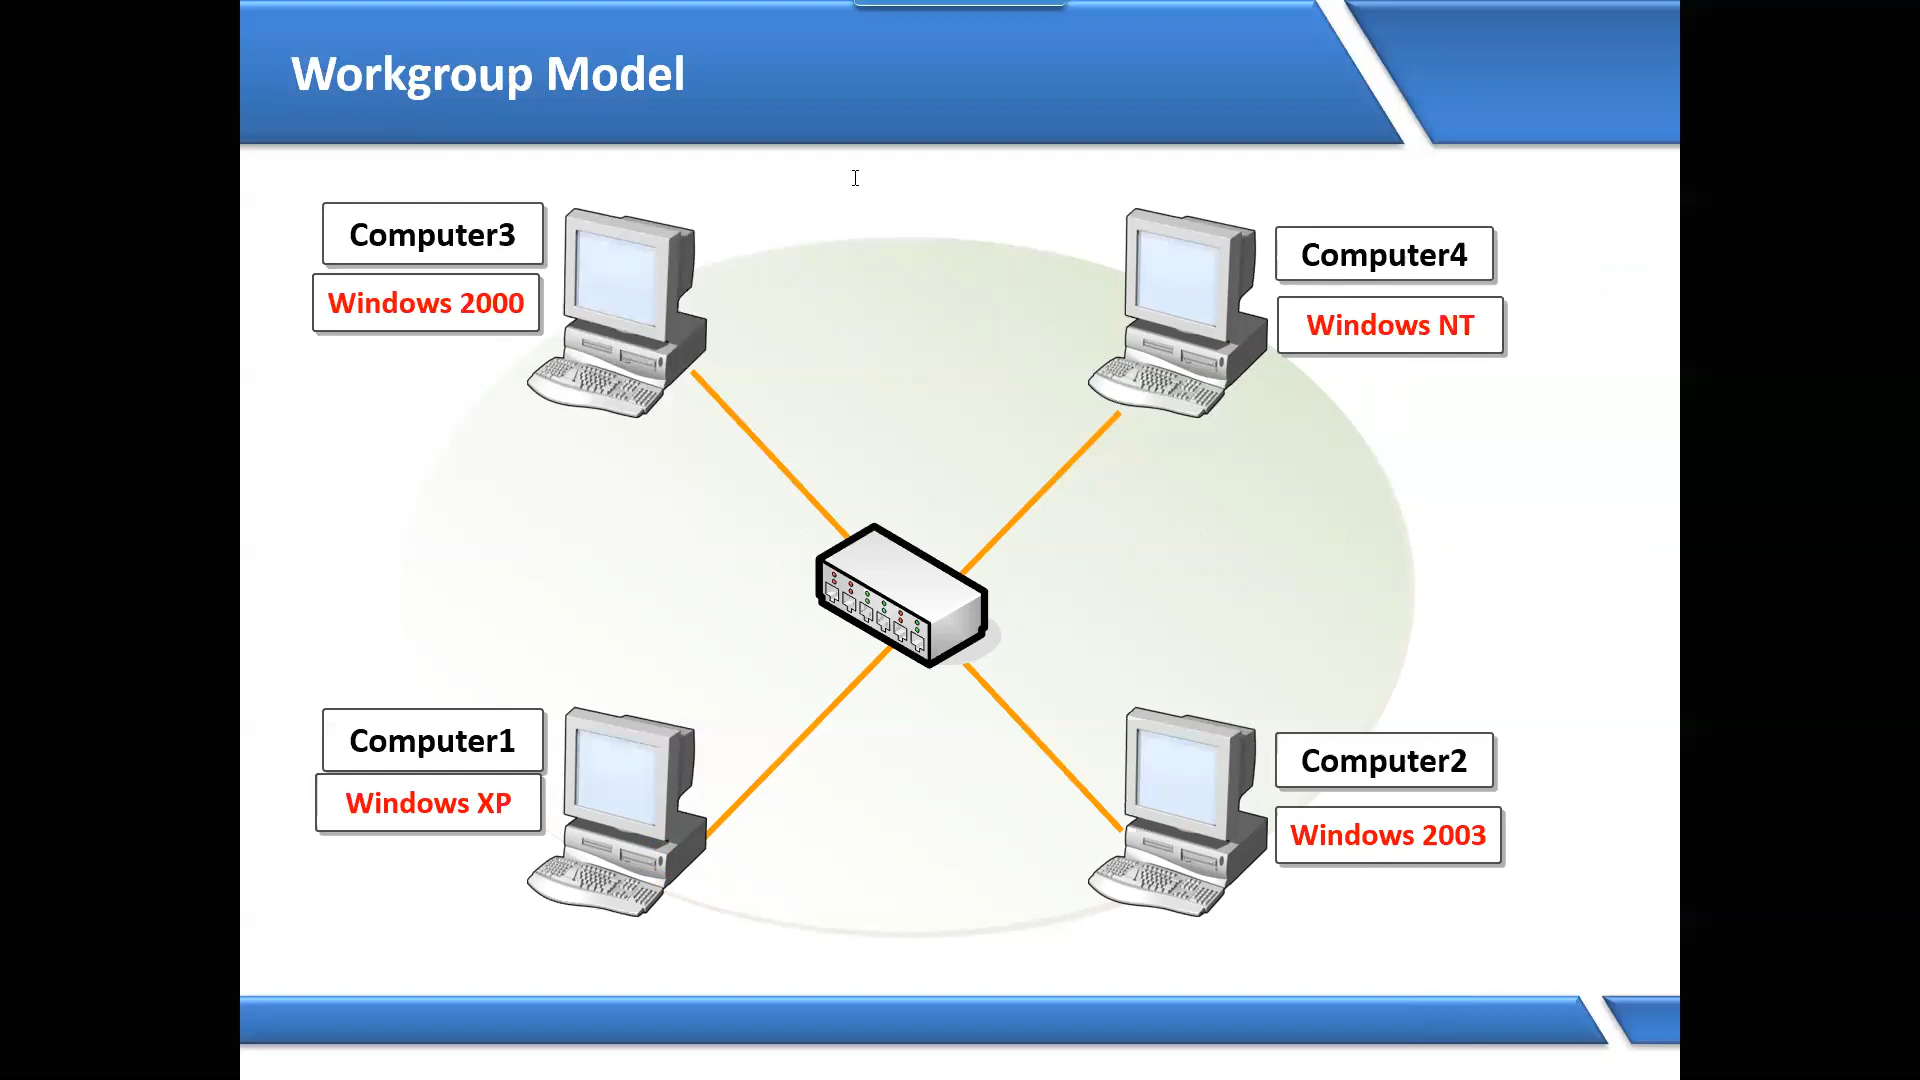 Workgroup Model
Computer3
Windows 2000
Computer4
Windows NT
Computer1
Windows XP
Computer2
Windows 2003